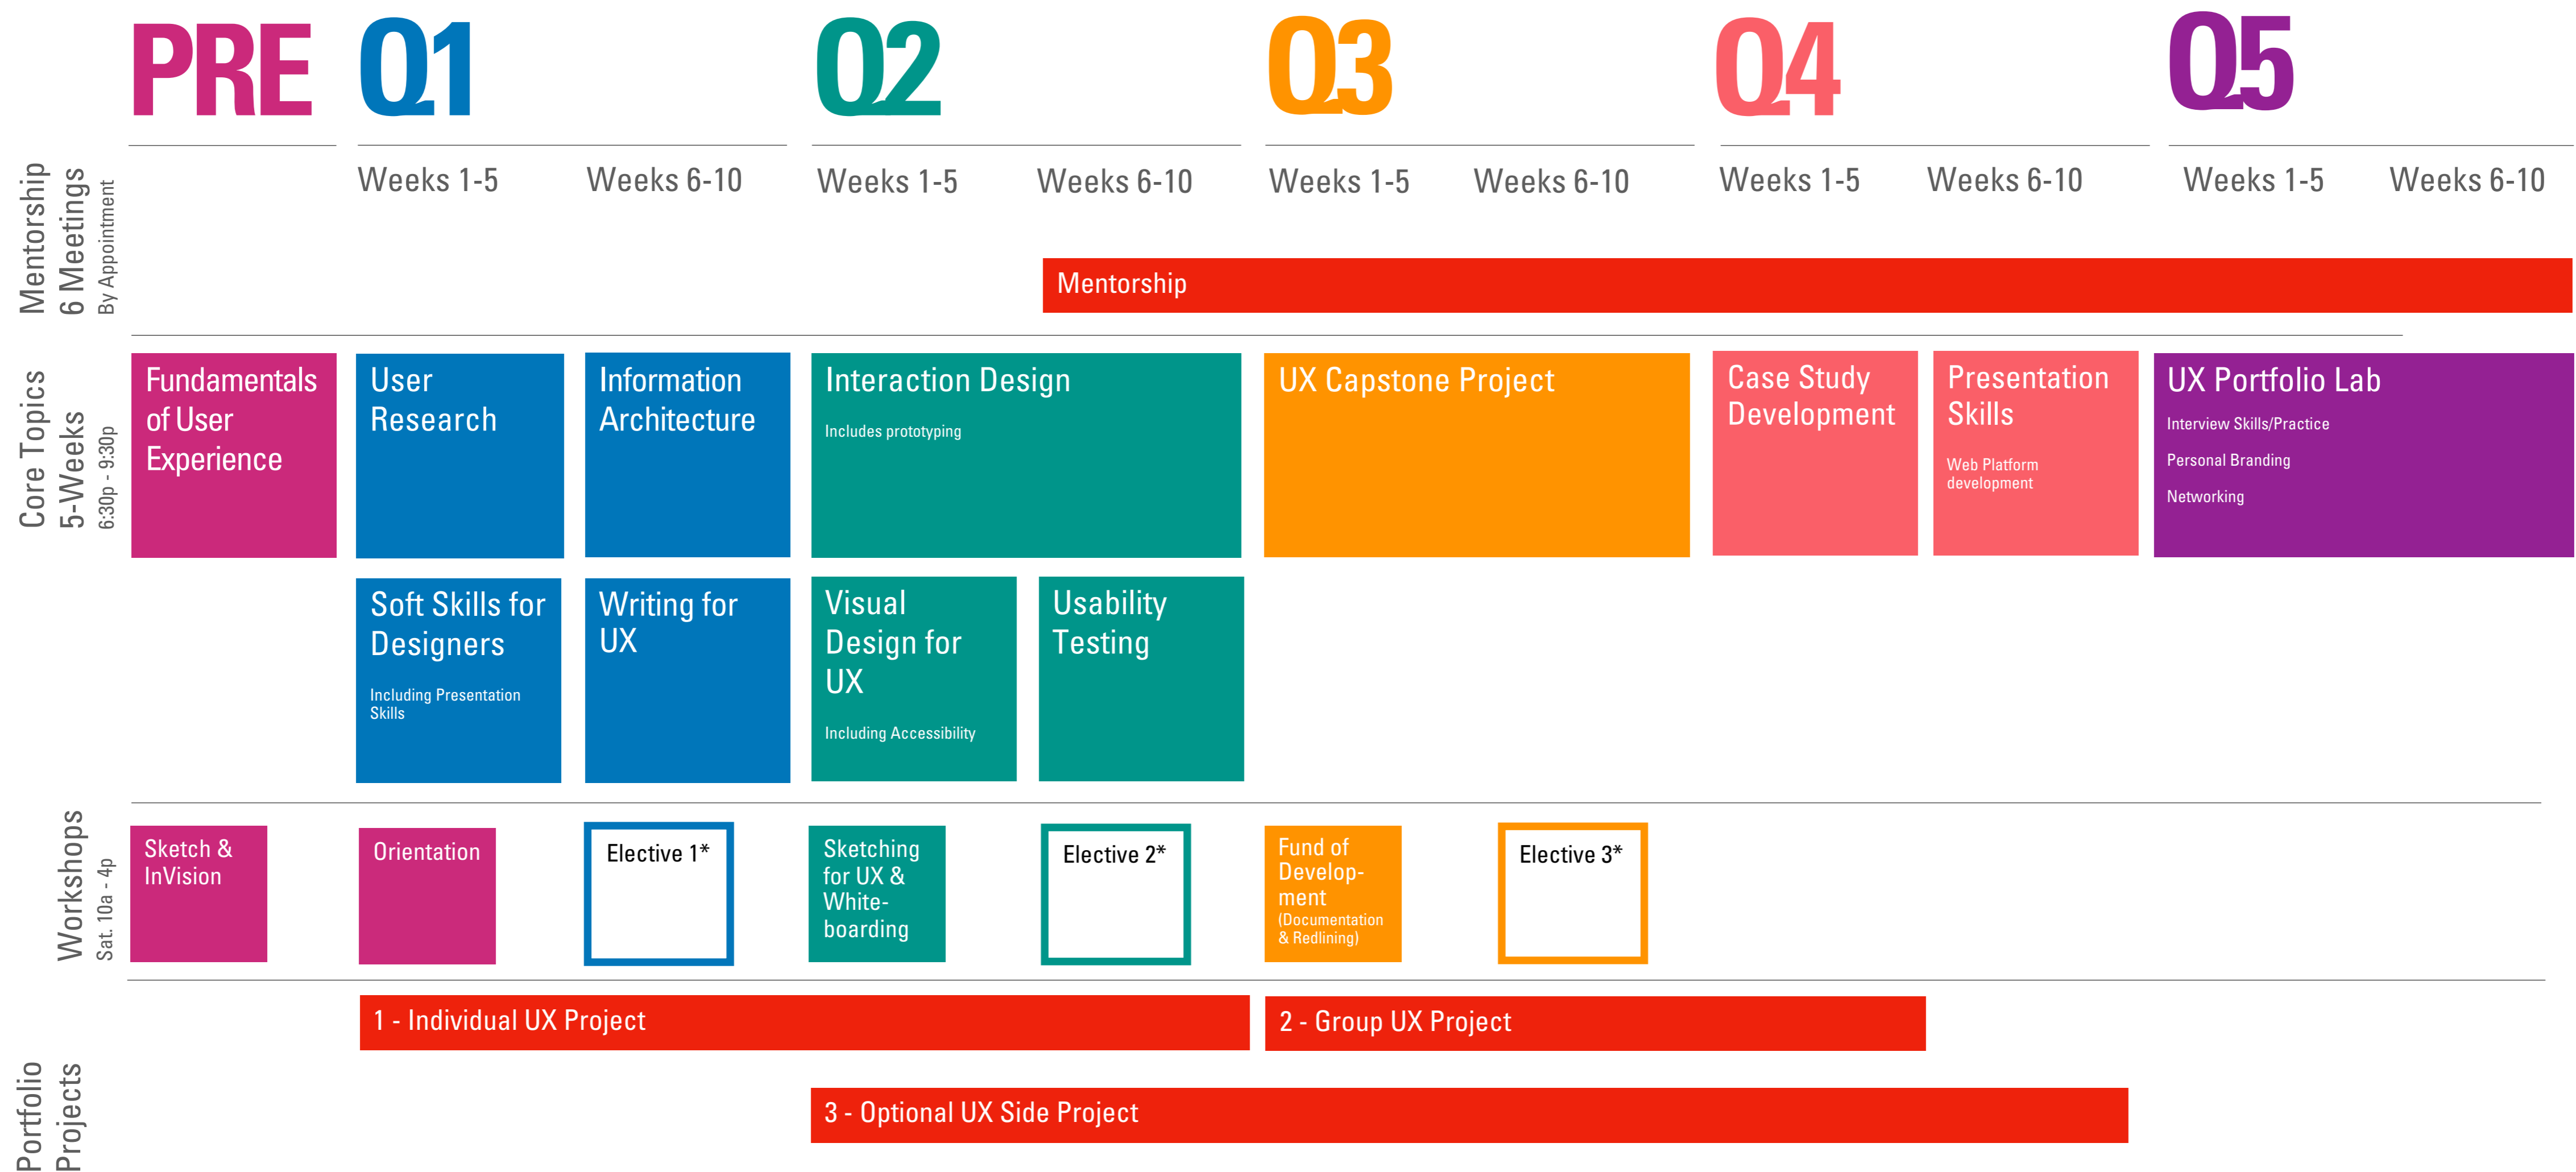 PRE Q1 Q2 Q3 Q4 Q5
Weeks 1-5 Weeks 6-10 Weeks 1-5 Weeks 6-10 Weeks 1-5 Weeks 6-10 Weeks 1-5 Weeks 6-10 Weeks 1-5 Weeks 6-10
Mentorship
6 Meetings
By Appointment
Mentorship
Core Topics
5-Weeks
6:30p - 9:30p
Fundamentals
of User
Experience
User
Research
Information
Architecture
Interaction Design
Includes prototyping
UX Capstone Project
Case Study
Development
Presentation
Skills
Web Platform
development
UX Portfolio Lab
Interview Skills/Practice
Personal Branding
Networking
Soft Skills for
Designers
Including Presentation
Skills
Writing for
UX
Visual
Design for
UX
Including Accessibility
Usability
Testing
Workshops
Sat. 10a - 4p
Sketch &
InVision
Orientation
Elective 1*
Sketching
for UX &
White-
boarding
Elective 2*
Fund of
Develop-
ment
(Documentation
& Redlining)
Elective 3*
Portfolio
Projects
1 - Individual UX Project
2 - Group UX Project
3 - Optional UX Side Project